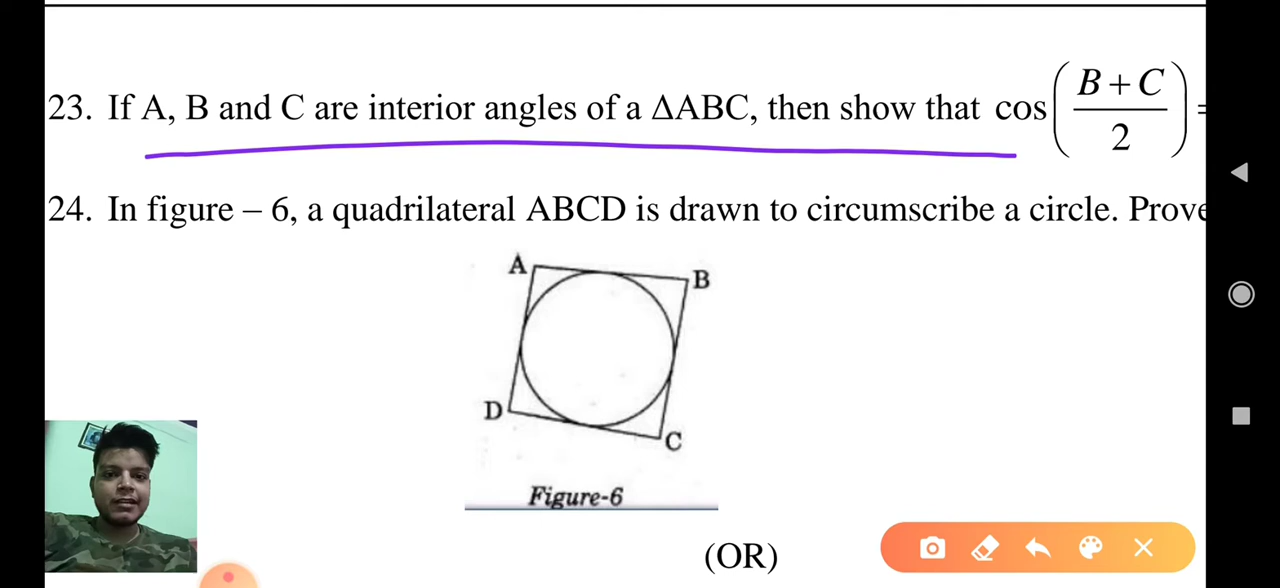 23. If A, B and C are interior angles of a ΔABC, then show that cos((B+C)/2) =
24. In figure – 6, a quadrilateral ABCD is drawn to circumscribe a circle. Prove
A
B
D
C
Figure-6
(OR)